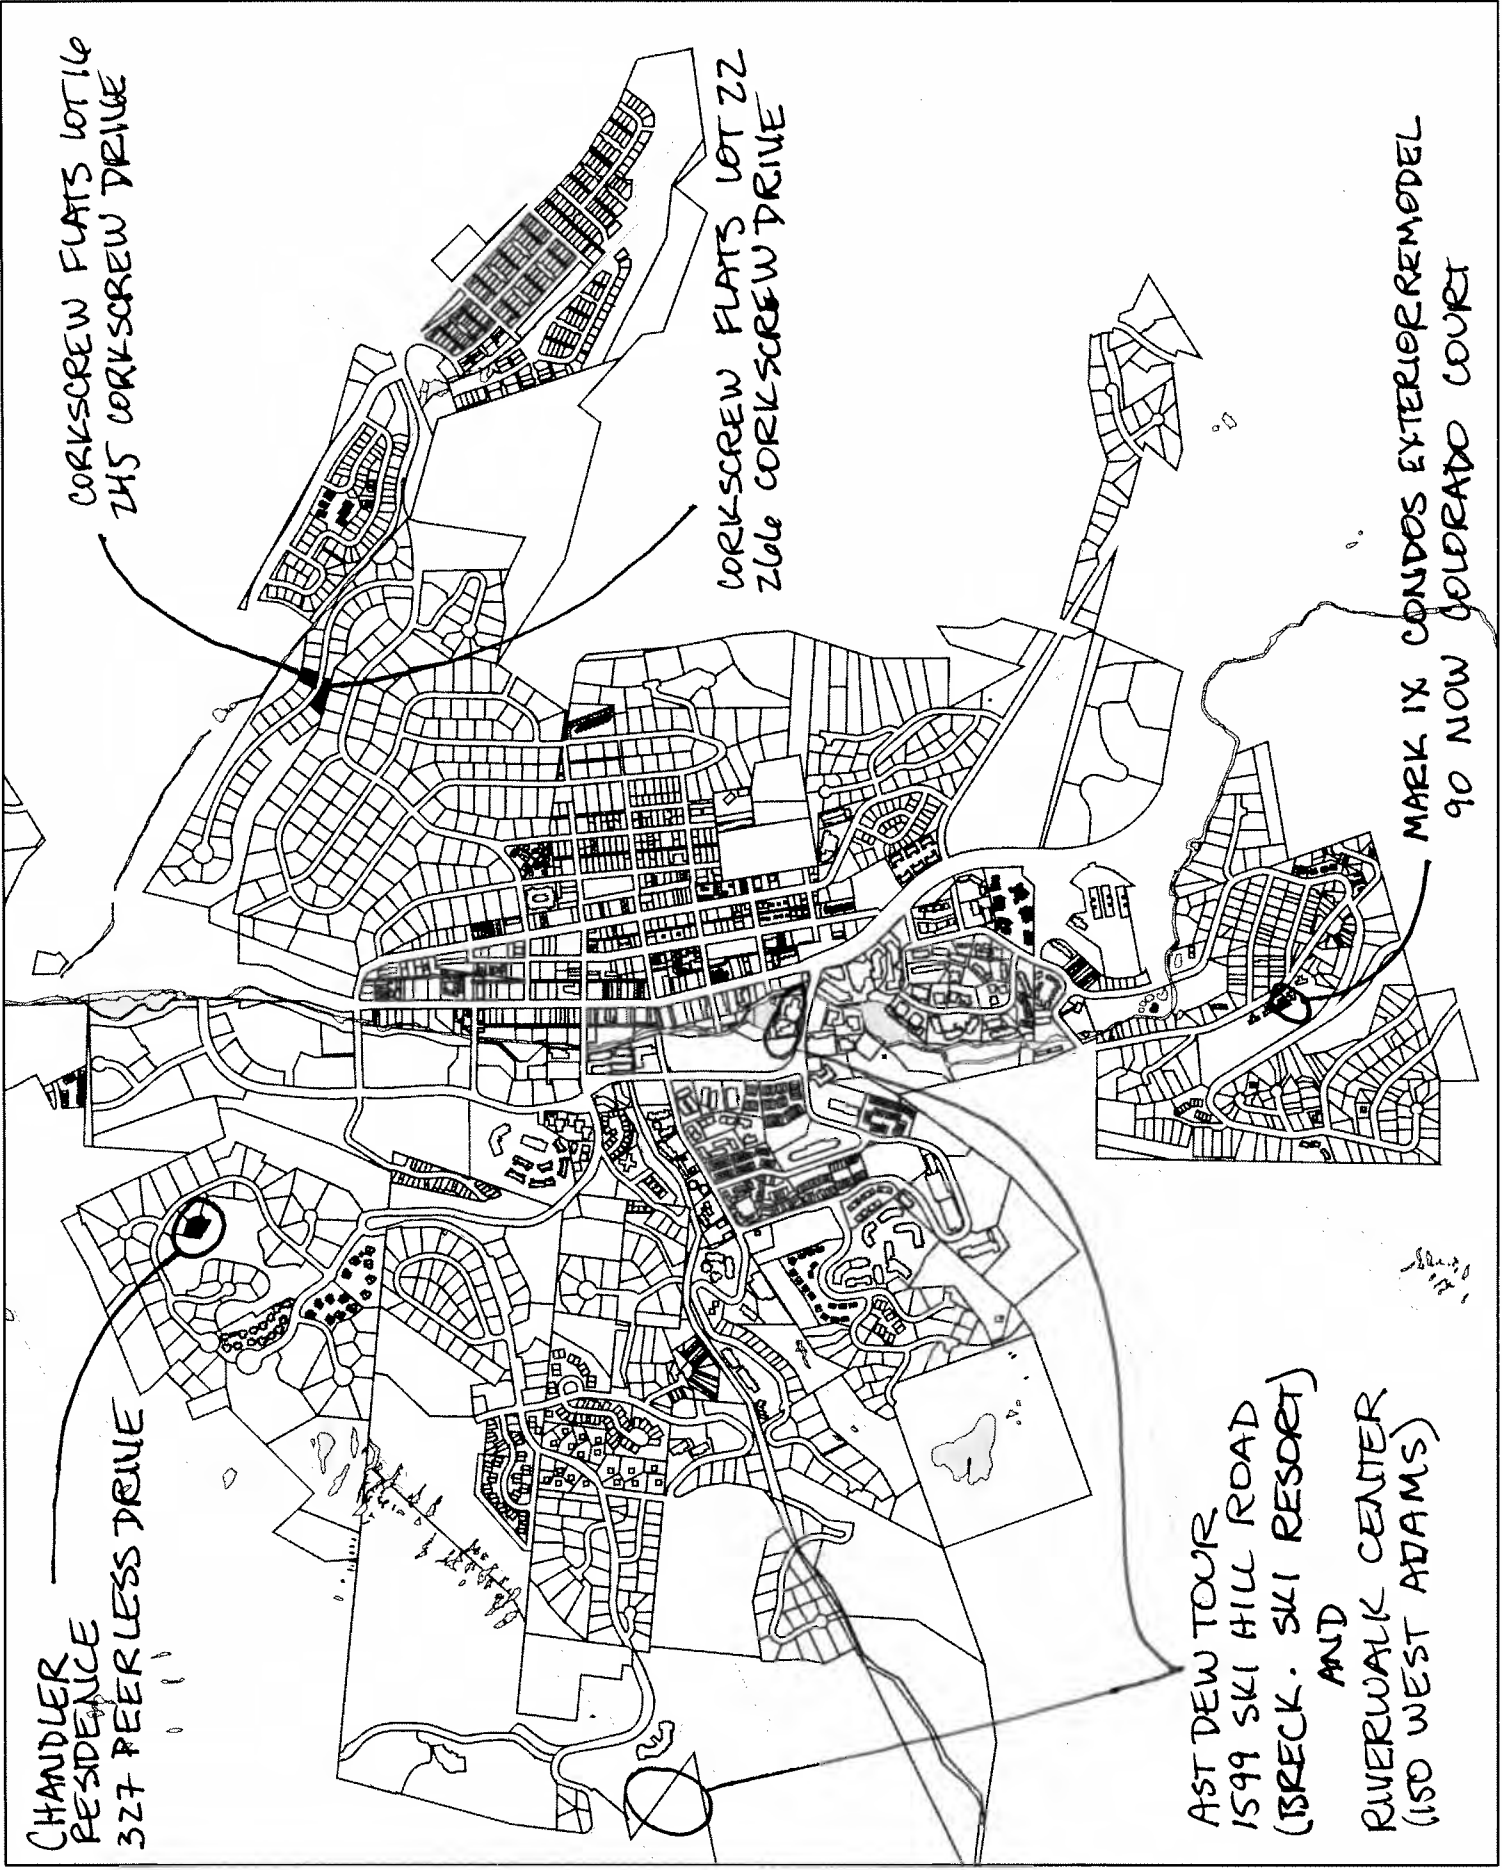 CORKSCREW FLATS LOT 16
245 CORKSCREW DRIVE
CORKSCREW FLATS LOT 22
266 CORKSCREW DRIVE
MARK IX CONDOS EXTERIOR REMODEL
90 NOW COLORADO COURT
CHANDLER
RESIDENCE
327 PEERLESS DRIVE
AST DEW TOUR
1599 SKI HILL ROAD
(BRECK. SKI RESORT)
AND
RIVERWALK CENTER
(150 WEST ADAMS)